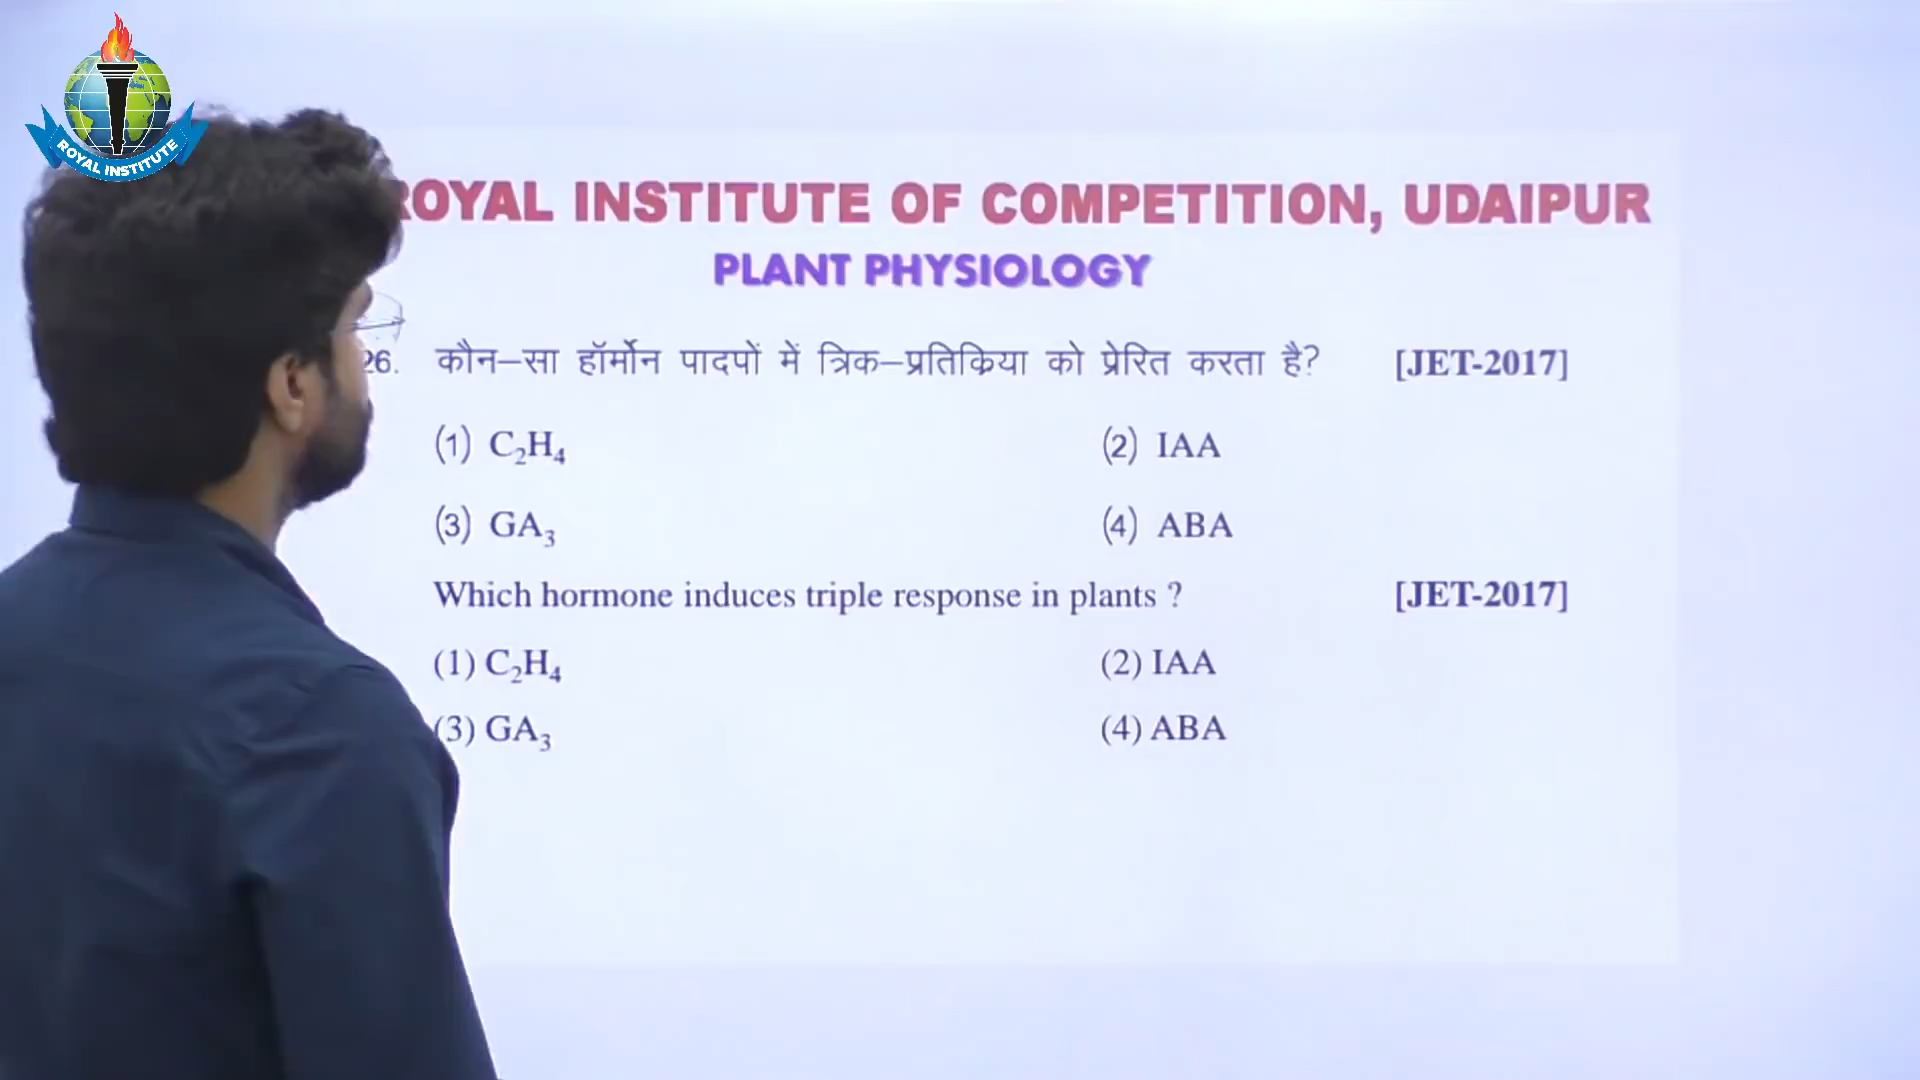 ROYAL INSTITUTE
ROYAL INSTITUTE OF COMPETITION, UDAIPUR
PLANT PHYSIOLOGY
26. कौन–सा हॉर्मोन पादपों में त्रिक–प्रतिक्रिया को प्रेरित करता है? [JET-2017]
(1) C₂H₄ (2) IAA
(3) GA₃ (4) ABA
Which hormone induces triple response in plants ? [JET-2017]
(1) C₂H₄ (2) IAA
(3) GA₃ (4) ABA